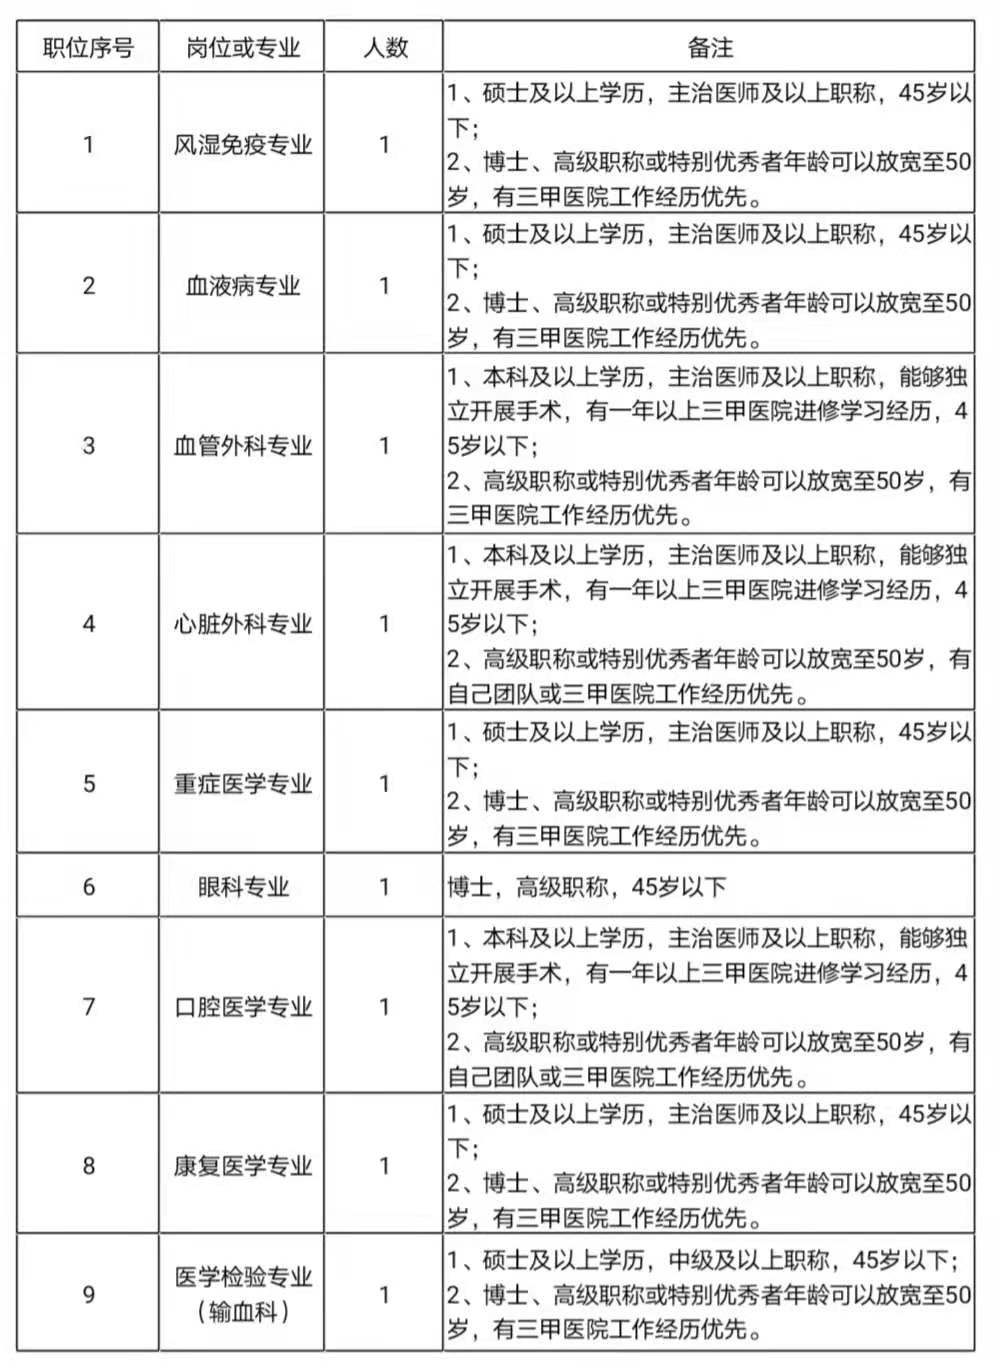 职位序号 岗位或专业 人数 备注
1 风湿免疫专业 1
1、硕士及以上学历，主治医师及以上职称，45岁以
下；
2、博士、高级职称或特别优秀者年龄可以放宽至50
岁，有三甲医院工作经历优先。
2 血液病专业 1
1、硕士及以上学历，主治医师及以上职称，45岁以
下；
2、博士、高级职称或特别优秀者年龄可以放宽至50
岁，有三甲医院工作经历优先。
3 血管外科专业 1
1、本科及以上学历，主治医师及以上职称，能够独
立开展手术，有一年以上三甲医院进修学习经历，4
5岁以下；
2、高级职称或特别优秀者年龄可以放宽至50岁，有
三甲医院工作经历优先。
4 心脏外科专业 1
1、本科及以上学历，主治医师及以上职称，能够独
立开展手术，有一年以上三甲医院进修学习经历，4
5岁以下；
2、高级职称或特别优秀者年龄可以放宽至50岁，有
自己团队或三甲医院工作经历优先。
5 重症医学专业 1
1、硕士及以上学历，主治医师及以上职称，45岁以
下；
2、博士、高级职称或特别优秀者年龄可以放宽至50
岁，有三甲医院工作经历优先。
6 眼科专业 1 博士，高级职称，45岁以下
7 口腔医学专业 1
1、本科及以上学历，主治医师及以上职称，能够独
立开展手术，有一年以上三甲医院进修学习经历，4
5岁以下；
2、高级职称或特别优秀者年龄可以放宽至50岁，有
自己团队或三甲医院工作经历优先。
8 康复医学专业 1
1、硕士及以上学历，主治医师及以上职称，45岁以
下；
2、博士、高级职称或特别优秀者年龄可以放宽至50
岁，有三甲医院工作经历优先。
9 医学检验专业
（输血科） 1
1、硕士及以上学历，中级及以上职称，45岁以下；
2、博士、高级职称或特别优秀者年龄可以放宽至50
岁，有三甲医院工作经历优先。